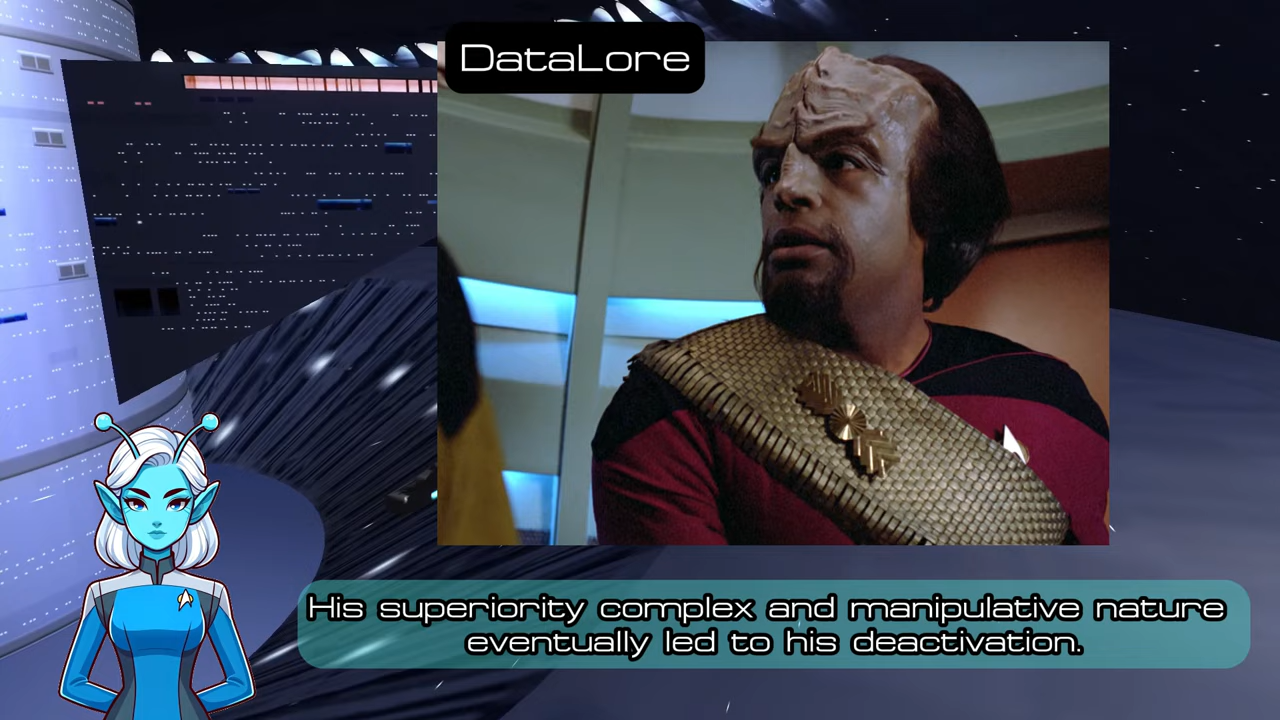 DataLore
His superiority complex and manipulative nature
eventually led to his deactivation.